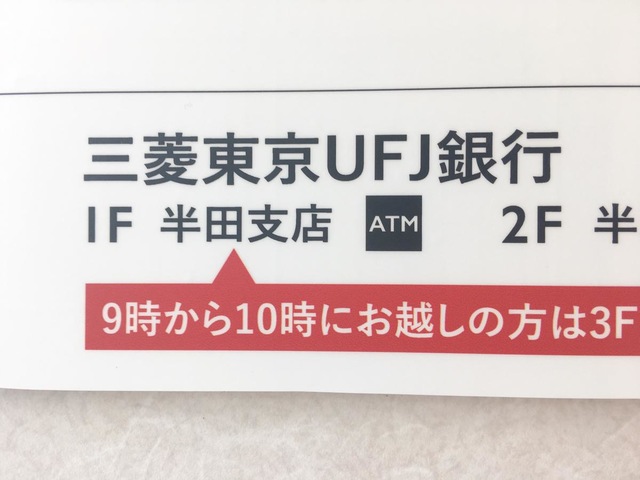 三菱東京UFJ銀行
1F 半田支店 ATM 2F 半
9時から10時にお越しの方は3F